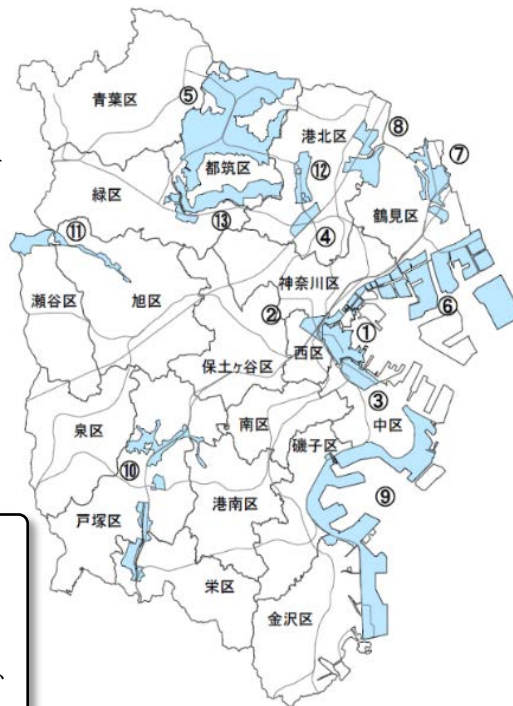 青葉区
⑤
港北区
⑧
⑦
都筑区
⑫
緑区
⑬
鶴見区
④
⑪
神奈川区
瀬谷区
旭区
②
⑥
①
西区
保土ヶ谷区
③
中区
泉区
南区
磯子区
⑩
⑨
港南区
戸塚区
栄区
金沢区
、